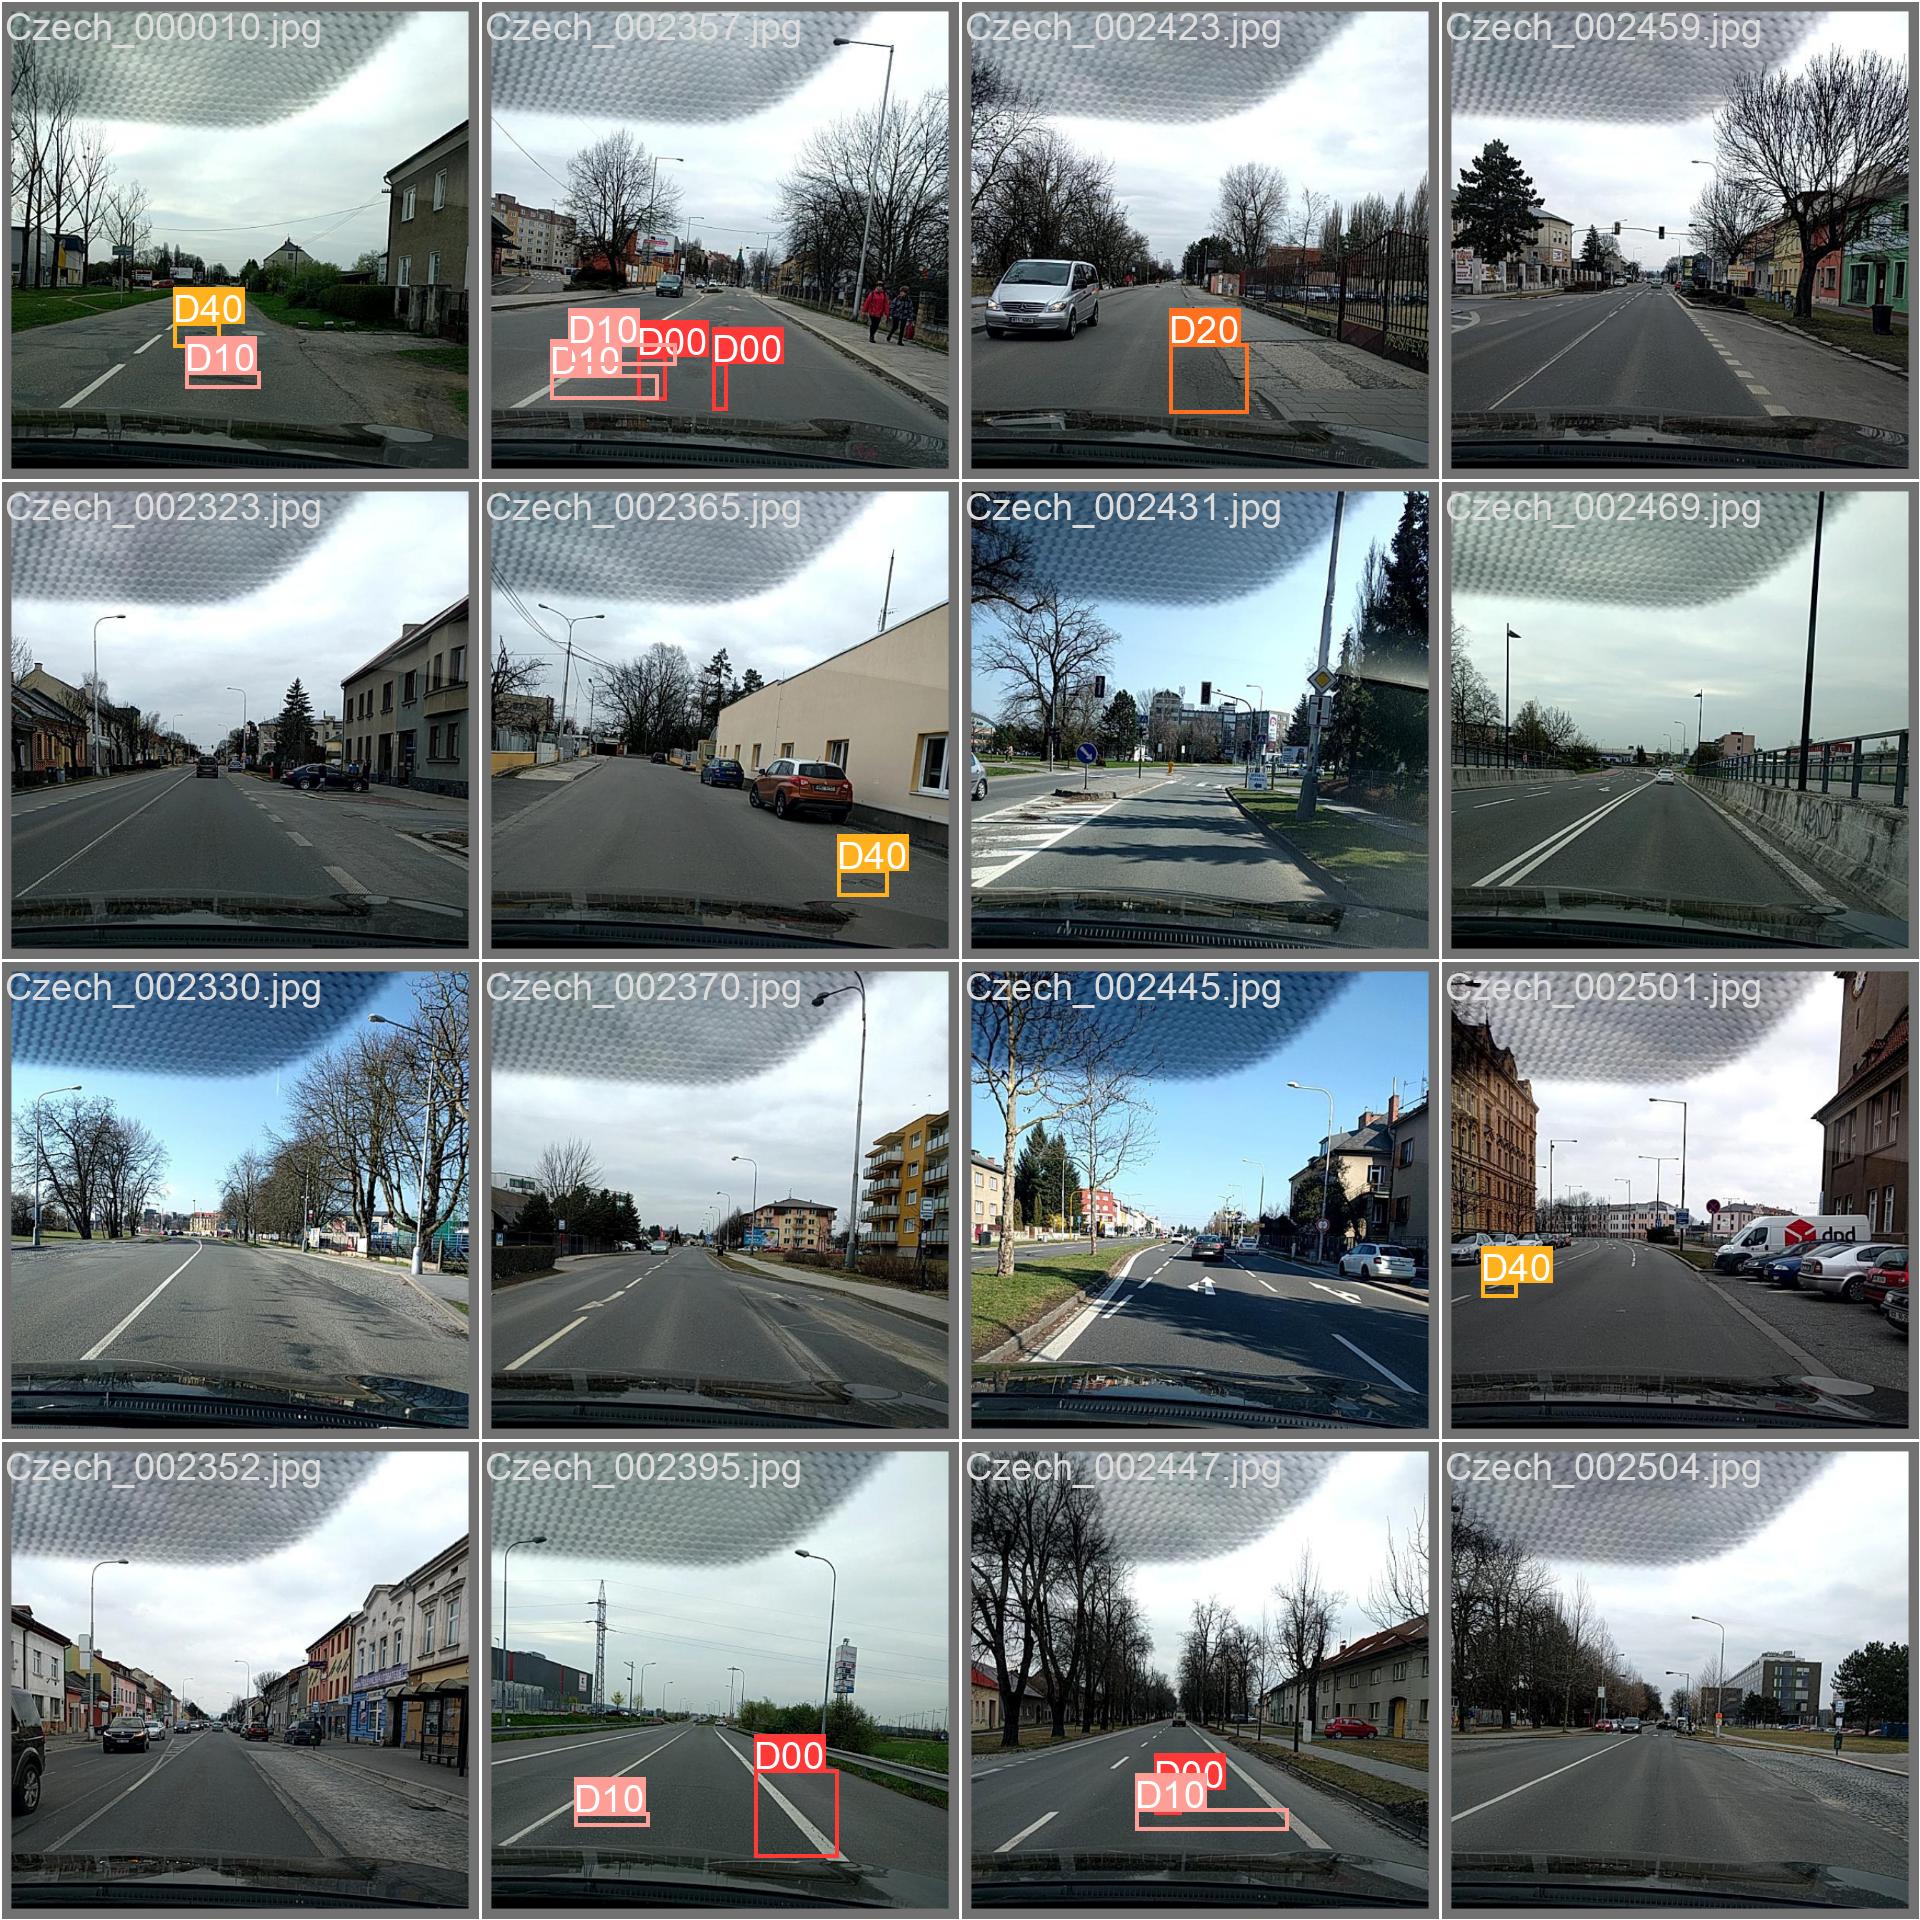 Czech_000010.jpg
D40
D10
Czech_002357.jpg
D10
D00
D00
D10
Czech_002423.jpg
D20
Czech_002459.jpg
Czech_002323.jpg
Czech_002365.jpg
D40
Czech_002431.jpg
Czech_002469.jpg
Czech_002330.jpg
Czech_002370.jpg
Czech_002445.jpg
Czech_002501.jpg
dpd
D40
Czech_002352.jpg
Czech_002395.jpg
D00
D10
Czech_002447.jpg
D00
D10
Czech_002504.jpg